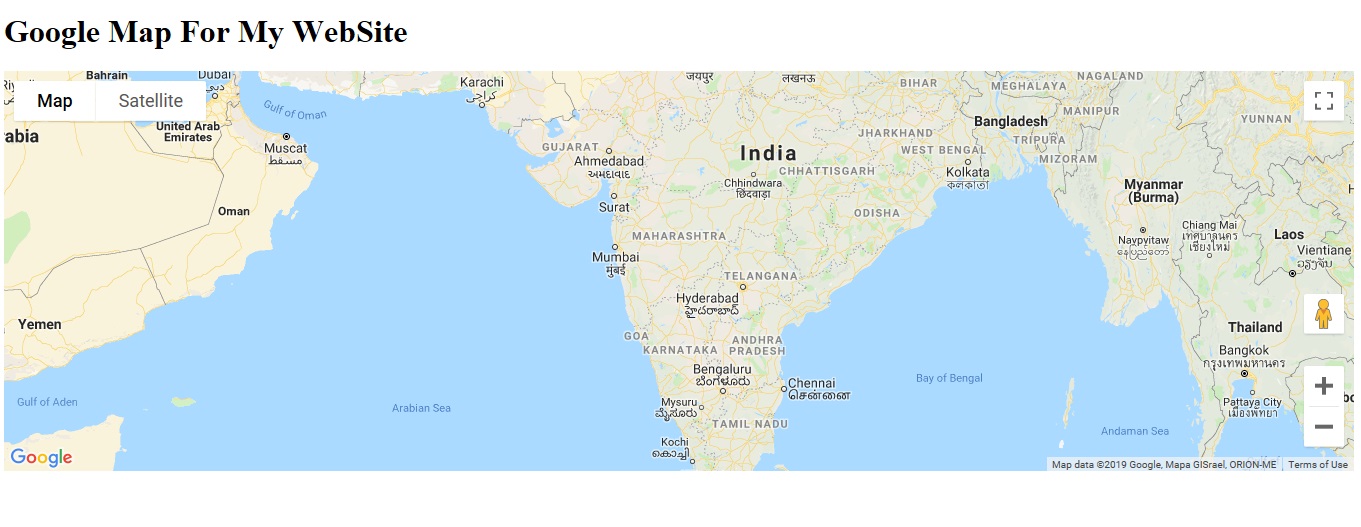 Google Map For My WebSite
Map
Satellite
Bahrain
Dubai
دبي
Karachi
كراچى
जयपुर
लखनऊ
BIHAR
MEGHALAYA
NAGALAND
Gulf of Oman
United Arab
Emirates
rabia
Muscat
مسقط
GUJARAT
Ahmedabad
અમદાવાદ
India
JHARKHAND
WEST BENGAL
Bangladesh
TRIPURA
MANIPUR
MIZORAM
YUNNAN
Chhindwara
छिंदवाड़ा
CHHATTISGARH
Kolkata
কলকাতা
Surat
Oman
ODISHA
Myanmar
(Burma)
MAHARASHTRA
Mumbai
मुंबई
Naypyitaw
နေပြည်တော်
Chiang Mai
เทศบาลนคร
เชียงใหม่
Laos
Vientiane
ວຽງຈັນ
TELANGANA
Hyderabad
హైదరాబాద్
Yemen
GOA
KARNATAKA
ANDHRA
PRADESH
Thailand
Bangkok
กรุงเทพมหานคร
Bengaluru
ಬೆಂಗಳೂರು
Chennai
சென்னை
Bay of Bengal
Gulf of Aden
Arabian Sea
Mysuru
ಮೈಸೂರು
TAMIL NADU
Pattaya City
เมืองพัทยา
Andaman Sea
Kochi
കൊച്ചി
Google
Map data ©2019 Google, Mapa GISrael, ORION-ME
Terms of Use